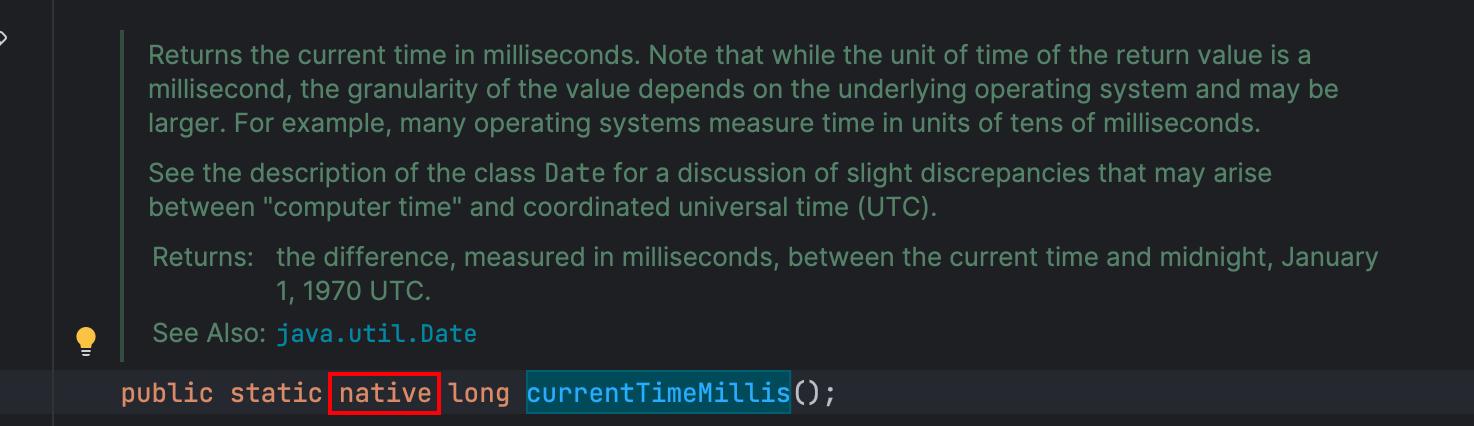 Returns the current time in milliseconds. Note that while the unit of time of the return value is a
millisecond, the granularity of the value depends on the underlying operating system and may be
larger. For example, many operating systems measure time in units of tens of milliseconds.
See the description of the class Date for a discussion of slight discrepancies that may arise
between "computer time" and coordinated universal time (UTC).
Returns: the difference, measured in milliseconds, between the current time and midnight, January
1, 1970 UTC.
See Also: java.util.Date
public static native long currentTimeMillis();